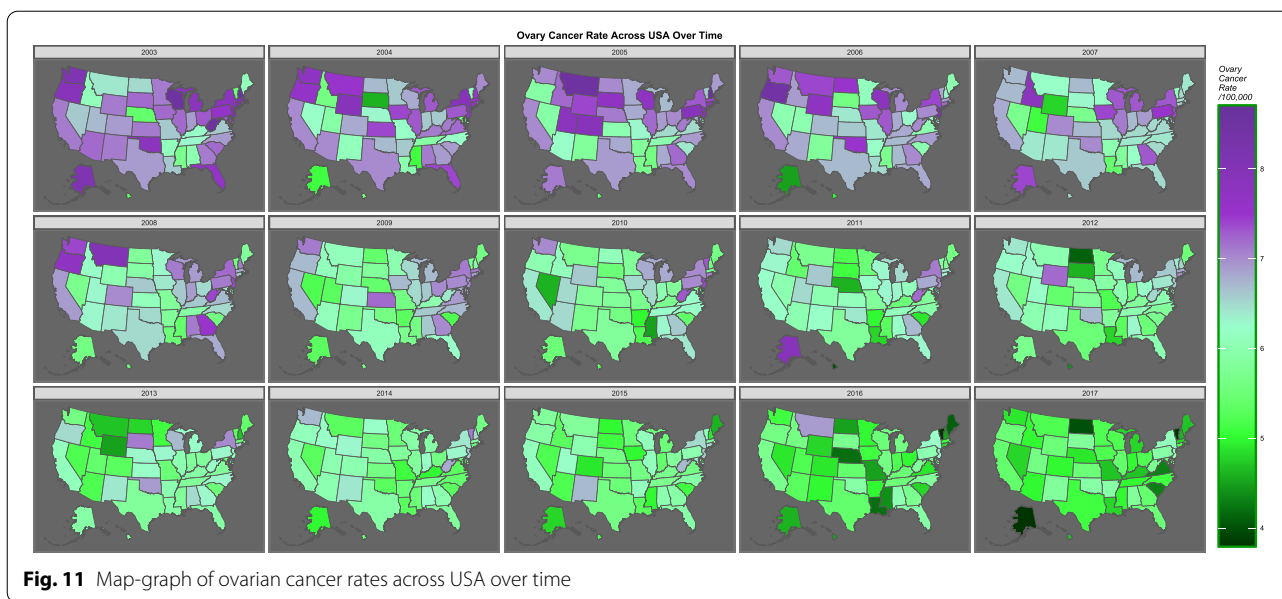 Ovary Cancer Rate Across USA Over Time
2003 2004 2005 2006 2007
Ovary
Cancer
Rate
/100,000
8
7
6
5
4
2008 2009 2010 2011 2012
2013 2014 2015 2016 2017
Fig. 11 Map-graph of ovarian cancer rates across USA over time